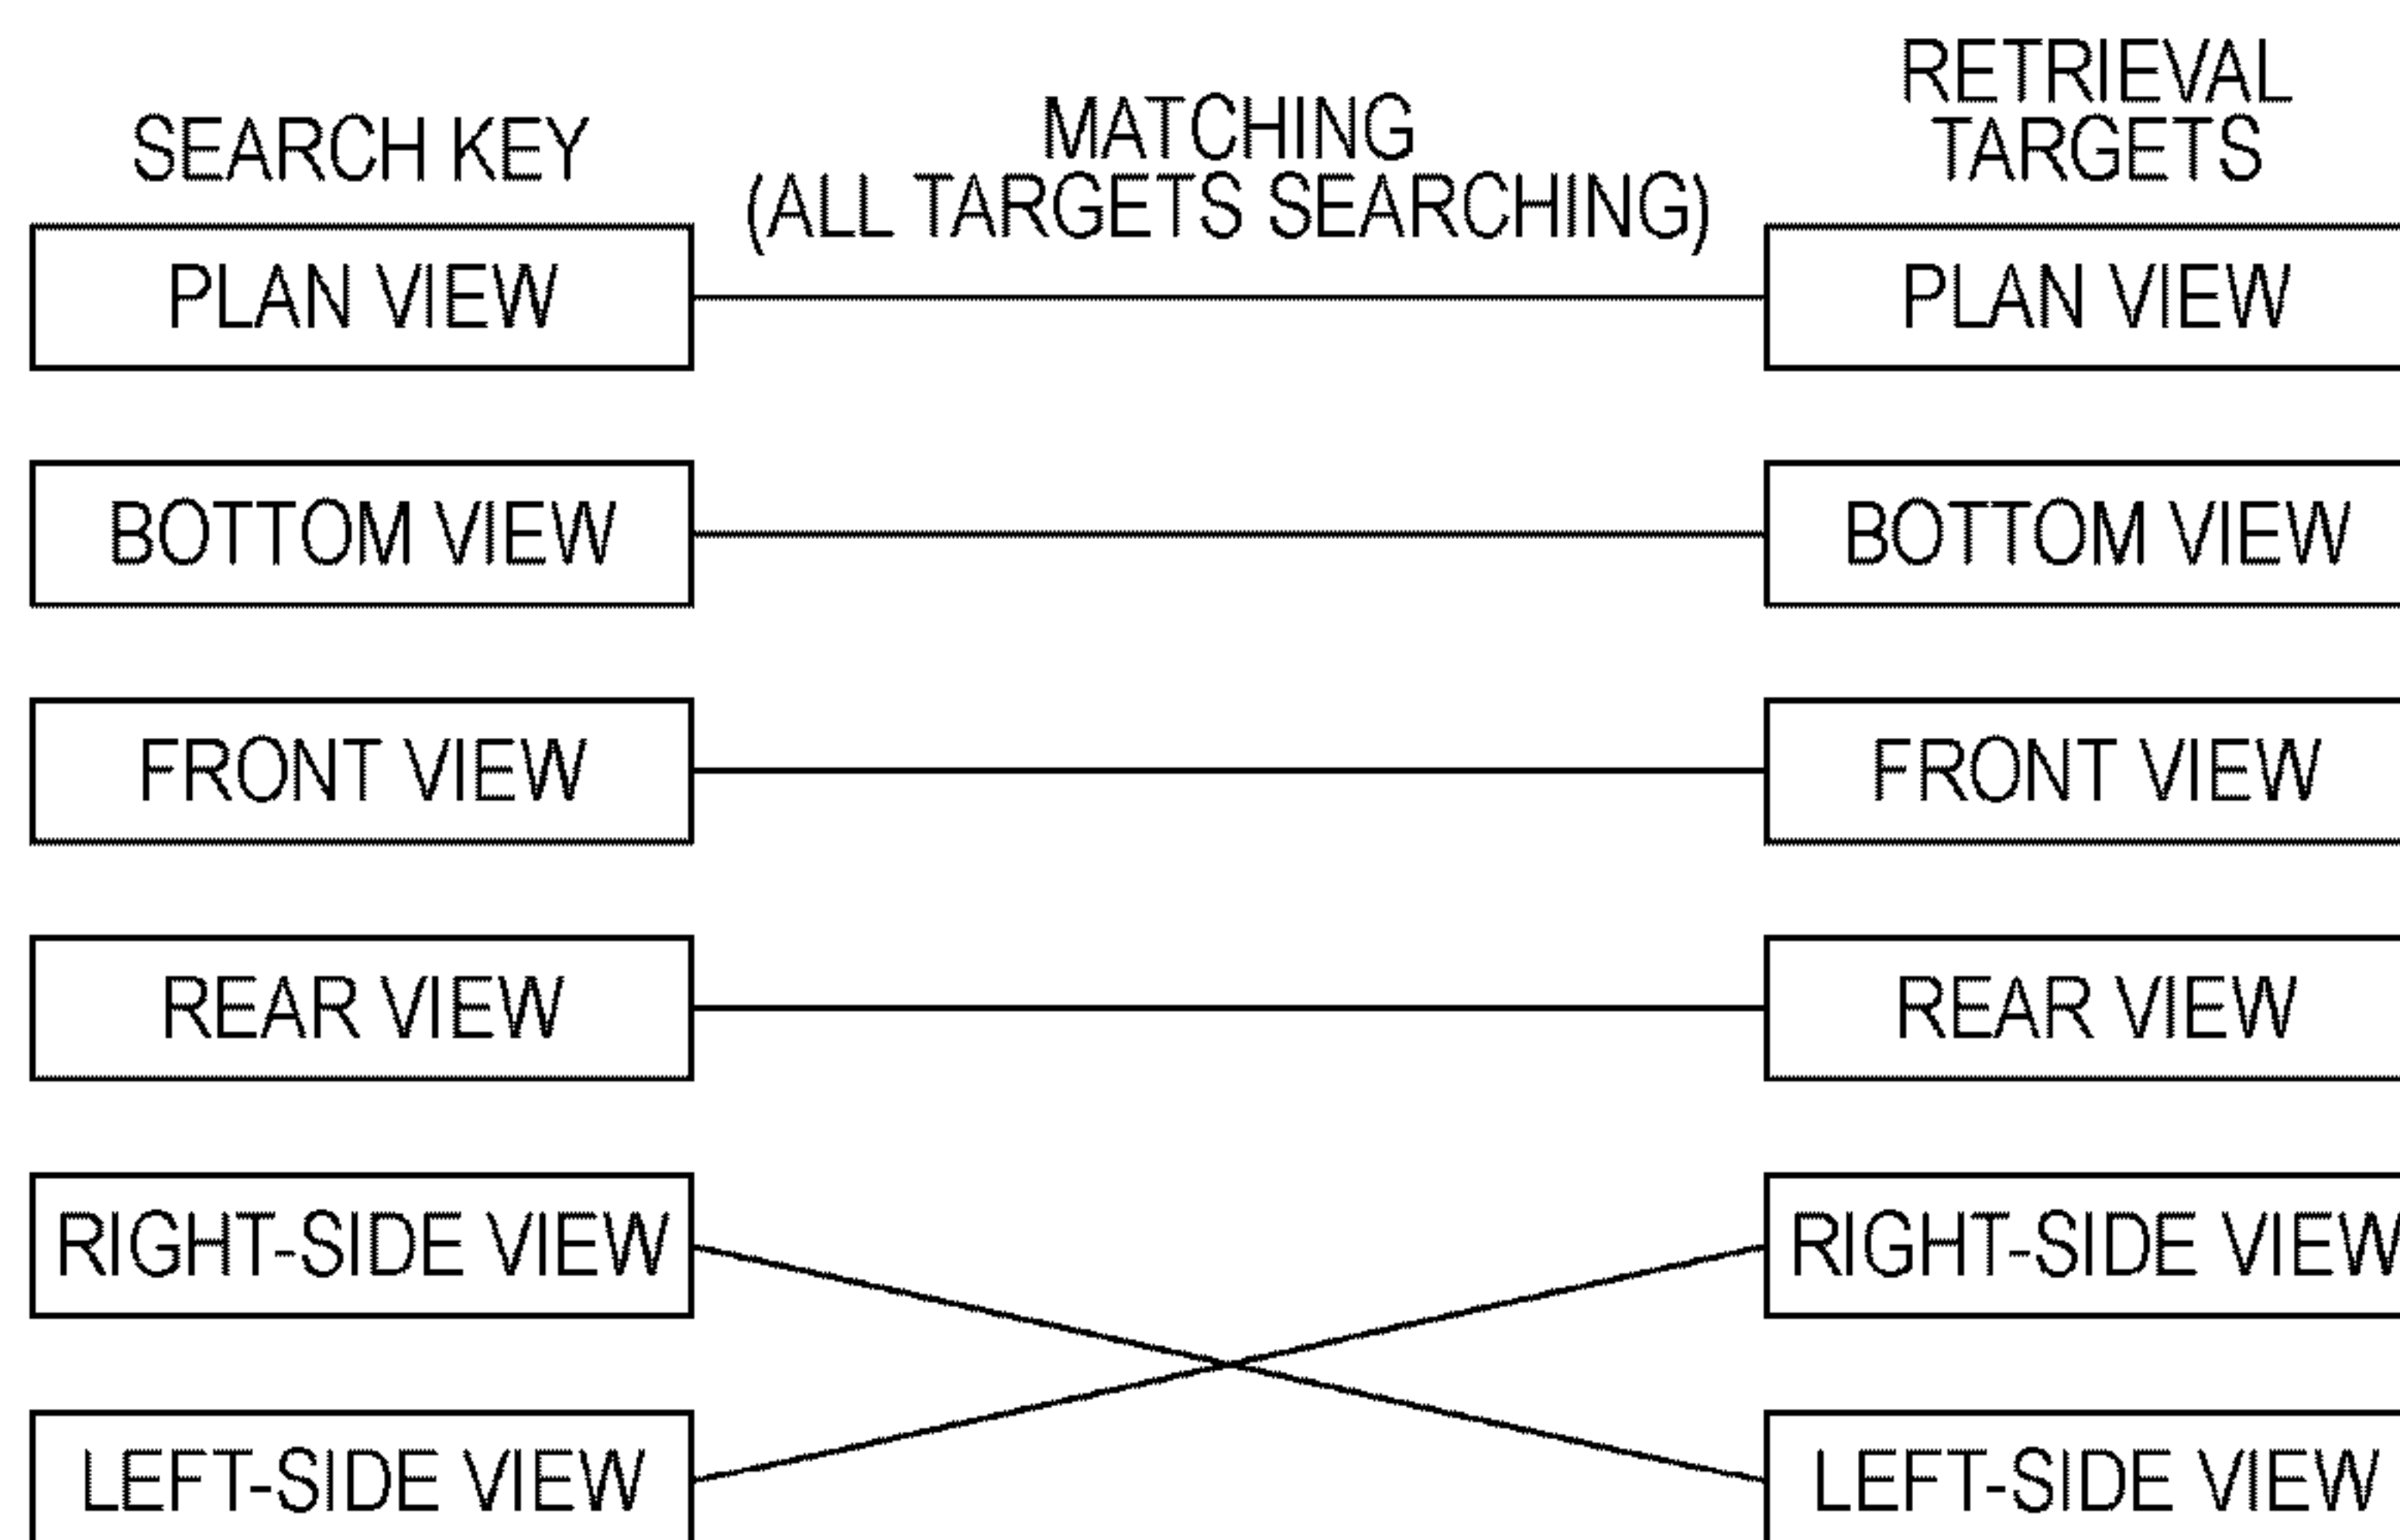 SEARCH KEY
MATCHING
(ALL TARGETS SEARCHING)
RETRIEVAL
TARGETS
PLAN VIEW
PLAN VIEW
BOTTOM VIEW
BOTTOM VIEW
FRONT VIEW
FRONT VIEW
REAR VIEW
REAR VIEW
RIGHT-SIDE VIEW
RIGHT-SIDE VIEW
LEFT-SIDE VIEW
LEFT-SIDE VIEW